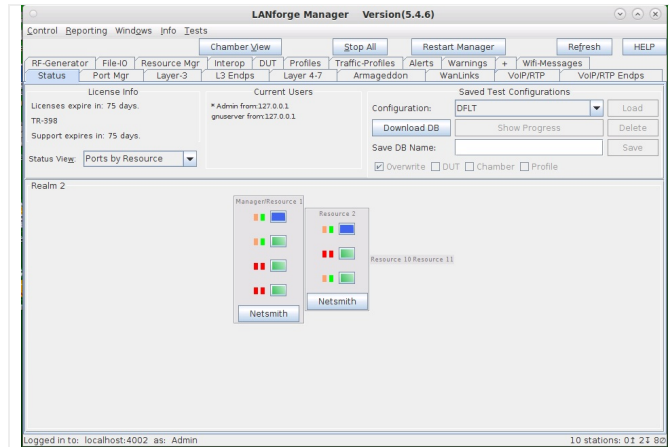 LANforge Manager Version(5.4.6)
Control Reporting Windows Info Tests
Chamber View Stop All Restart Manager Refresh HELP
RF-Generator File-IO Resource Mgr Interop DUT Profiles Traffic-Profiles Alerts Warnings + Wifi-Messages
Status Port Mgr Layer-3 L3 Endps Layer 4-7 Armageddon WanLinks VoIP/RTP VoIP/RTP Endps
License Info
Licenses expire in: 75 days.
TR-398
Support expires in: 75 days.
Status View: Ports by Resource
Current Users
* Admin from:127.0.0.1
gnuserver from:127.0.0.1
Saved Test Configurations
Configuration: DFLT Load
Download DB Show Progress Delete
Save DB Name: Save
Overwrite DUT Chamber Profile
Realm 2
Manager/Resource 1
Netsmith
Resource 2
Netsmith
Resource 10 Resource 11
Logged in to: localhost:4002 as: Admin
10 stations: